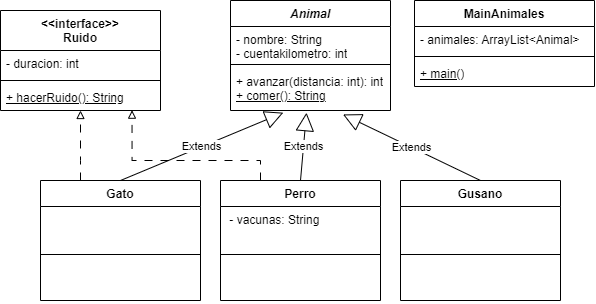 <<interface>>
Ruido
- duracion: int
+ hacerRuido(): String
Animal
- nombre: String
- cuentakilometro: int
+ avanzar(distancia: int): int
+ comer(): String
MainAnimales
- animales: ArrayList<Animal>
+ main()
Extends
Extends
Extends
Gato
Perro
- vacunas: String
Gusano